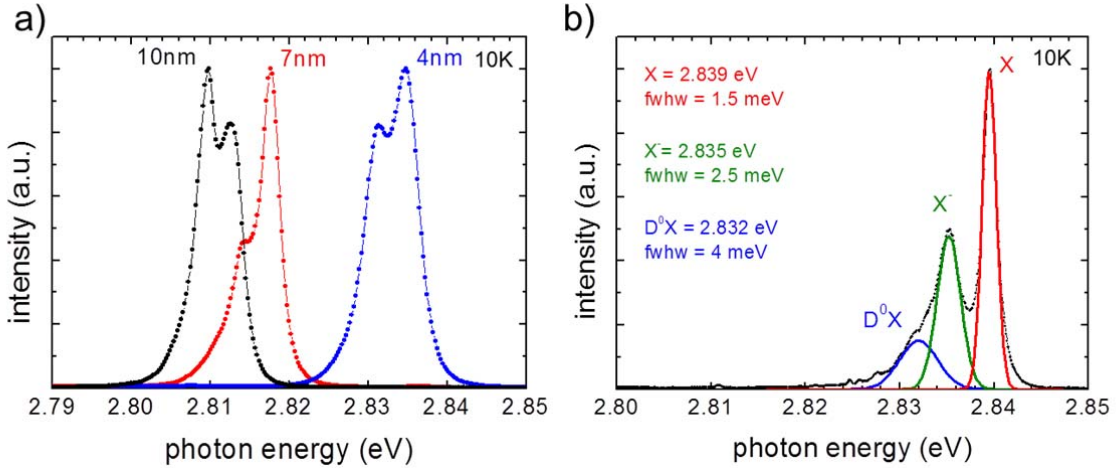 a)
10nm
7nm
4nm
10K
intensity (a.u.)
2.79 2.80 2.81 2.82 2.83 2.84 2.85
photon energy (eV)
b)
10K
X = 2.839 eV
fwhw = 1.5 meV
X⁻= 2.835 eV
fwhw = 2.5 meV
D⁰X = 2.832 eV
fwhw = 4 meV
X
X⁻
D⁰X
intensity (a.u.)
2.80 2.81 2.82 2.83 2.84 2.85
photon energy (eV)